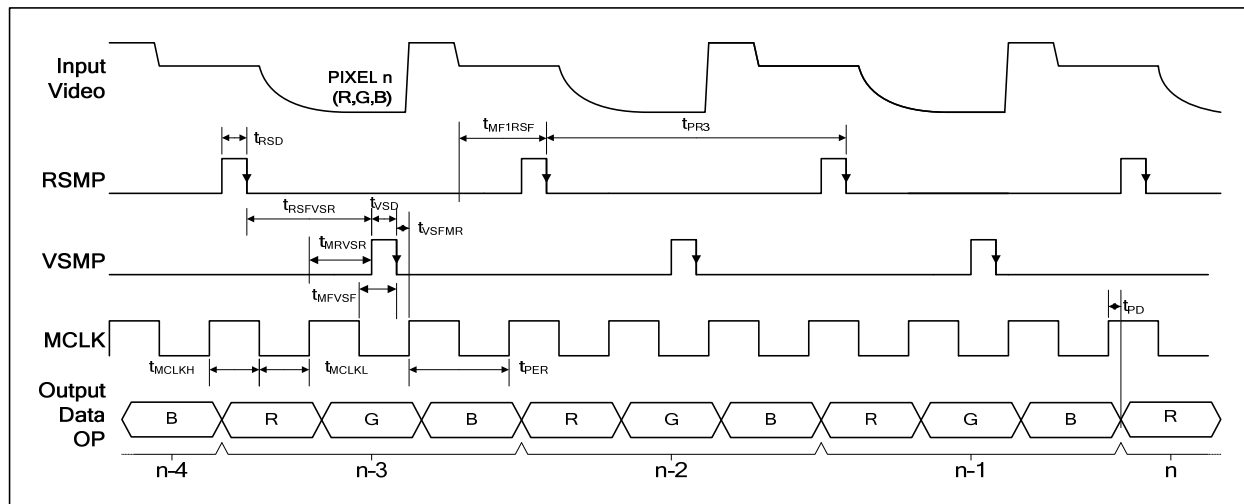 Input
Video
PIXEL n
(R,G,B)
tMF1RSF
tPR3
tRSD
RSMP
tRSFVSR
tVSD
tVSFMR
tMRVSR
VSMP
tMFVSF
tPD
MCLK
tMCLKH
tMCLKL
tPER
Output
Data
OP
B R G B R G B R G B R
n-4 n-3 n-2 n-1 n